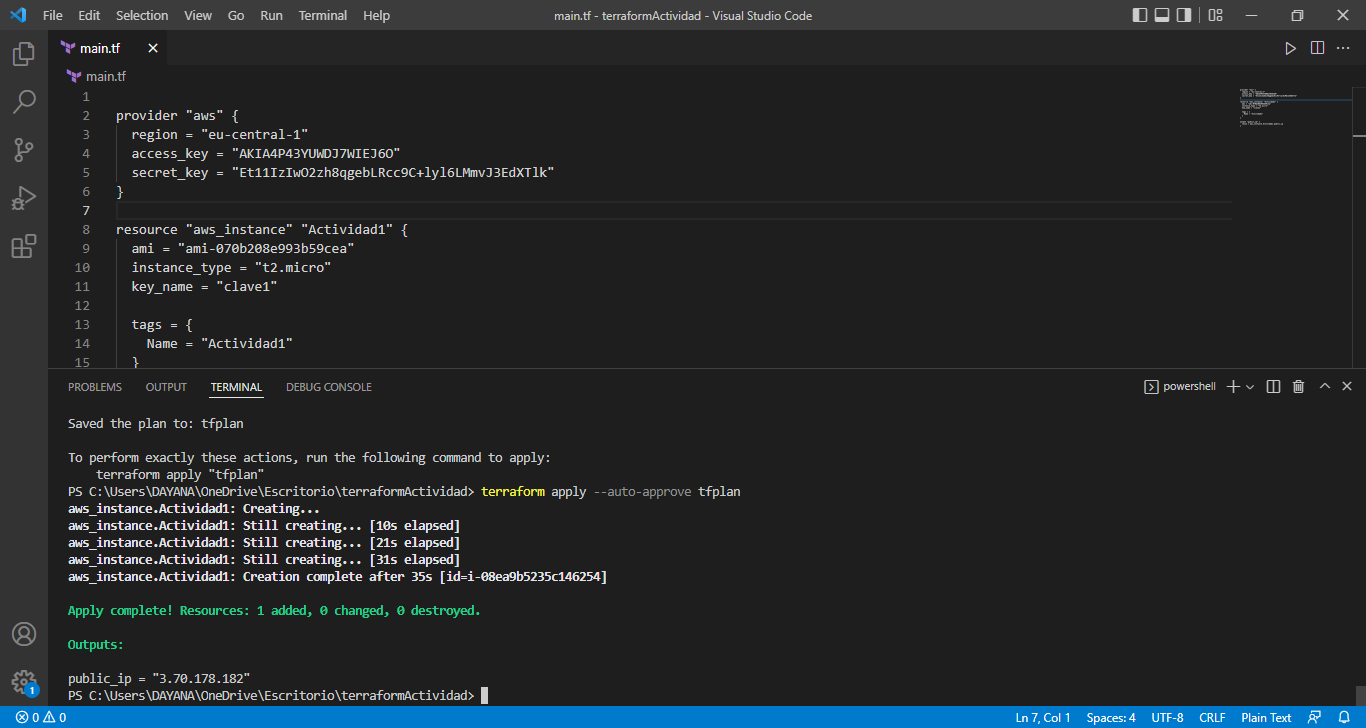 File Edit Selection View Go Run Terminal Help
main.tf - terraformActividad - Visual Studio Code
main.tf
main.tf
1
2 provider "aws" {
3 region = "eu-central-1"
4 access_key = "AKIA4P43YUWDJ7WIEJ6O"
5 secret_key = "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"
6 }
7
8 resource "aws_instance" "Actividad1" {
9 ami = "ami-070b208e993b59cea"
10 instance_type = "t2.micro"
11 key_name = "clave1"
12
13 tags = {
14 Name = "Actividad1"
15 }
PROBLEMS OUTPUT TERMINAL DEBUG CONSOLE
powershell
Saved the plan to: tfplan
To perform exactly these actions, run the following command to apply:
terraform apply "tfplan"
PS C:\Users\DAYANA\OneDrive\Escritorio\terraformActividad> terraform apply --auto-approve tfplan
aws_instance.Actividad1: Creating...
aws_instance.Actividad1: Still creating... [10s elapsed]
aws_instance.Actividad1: Still creating... [21s elapsed]
aws_instance.Actividad1: Still creating... [31s elapsed]
aws_instance.Actividad1: Creation complete after 35s [id=i-08ea9b5235c146254]
Apply complete! Resources: 1 added, 0 changed, 0 destroyed.
Outputs:
public_ip = "3.70.178.182"
PS C:\Users\DAYANA\OneDrive\Escritorio\terraformActividad>
1
0 0 Ln 7, Col 1 Spaces: 4 UTF-8 CRLF Plain Text